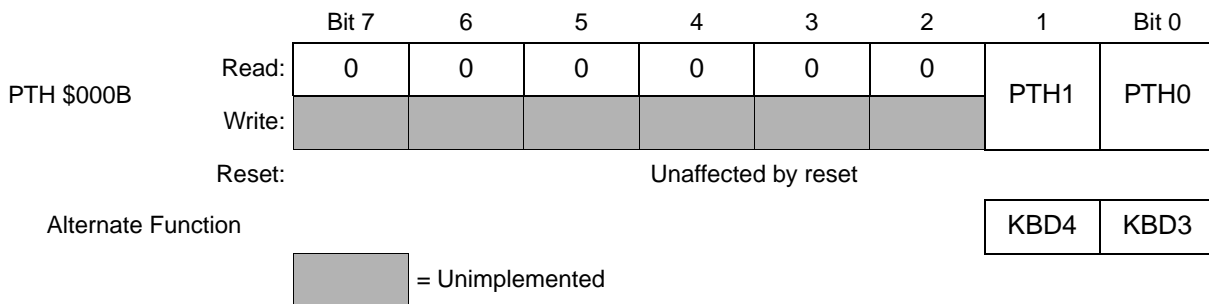 Bit 7 6 5 4 3 2 1 Bit 0
PTH $000B Read: 0 0 0 0 0 0 PTH1 PTH0
Write:
Reset: Unaffected by reset
Alternate Function KBD4 KBD3
= Unimplemented